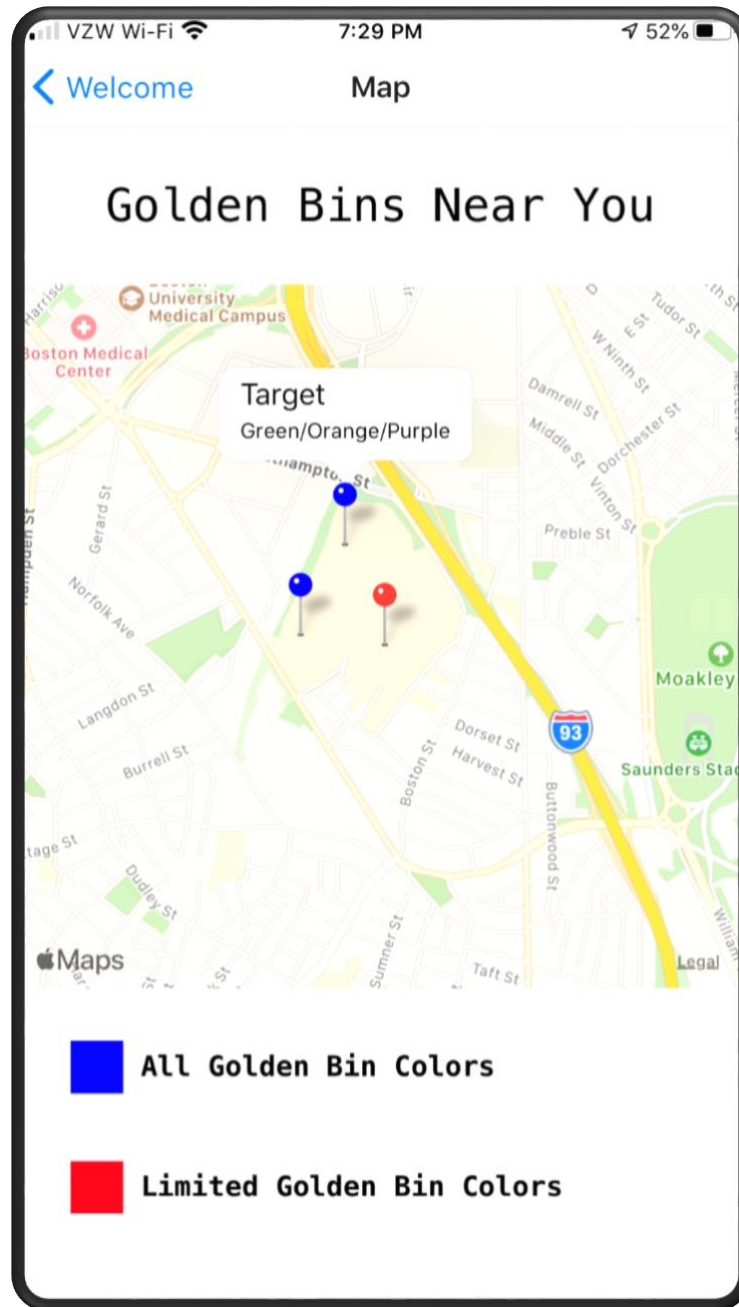 VZW Wi-Fi 7:29 PM 52%
Welcome Map
Golden Bins Near You
University
Medical Campus
Boston Medical
Center
Target
Green/Orange/Purple
Tudor St
E St
W Ninth St
Damrell St
Middle St
Dorchester St
Vinton St
Preble St
Gerard St
Norfolk Ave
Langdon St
Burrell St
Moakley
93
Dorset St
Harvest St
Boston St
Saunders Stad
Buttonwood St
Dudley St
Sumner St
Taft St
Maps
Legal
All Golden Bin Colors
Limited Golden Bin Colors